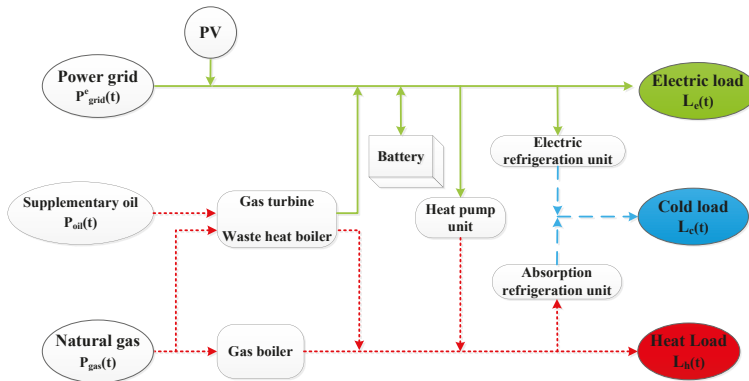 PV
Power grid
Pᵉgrid(t)
Electric load
Lₑ(t)
Battery
Electric
refrigeration unit
Supplementary oil
Poil(t)
Gas turbine
Waste heat boiler
Heat pump
unit
Cold load
Lc(t)
Absorption
refrigeration unit
Natural gas
Pgas(t)
Gas boiler
Heat Load
Lh(t)